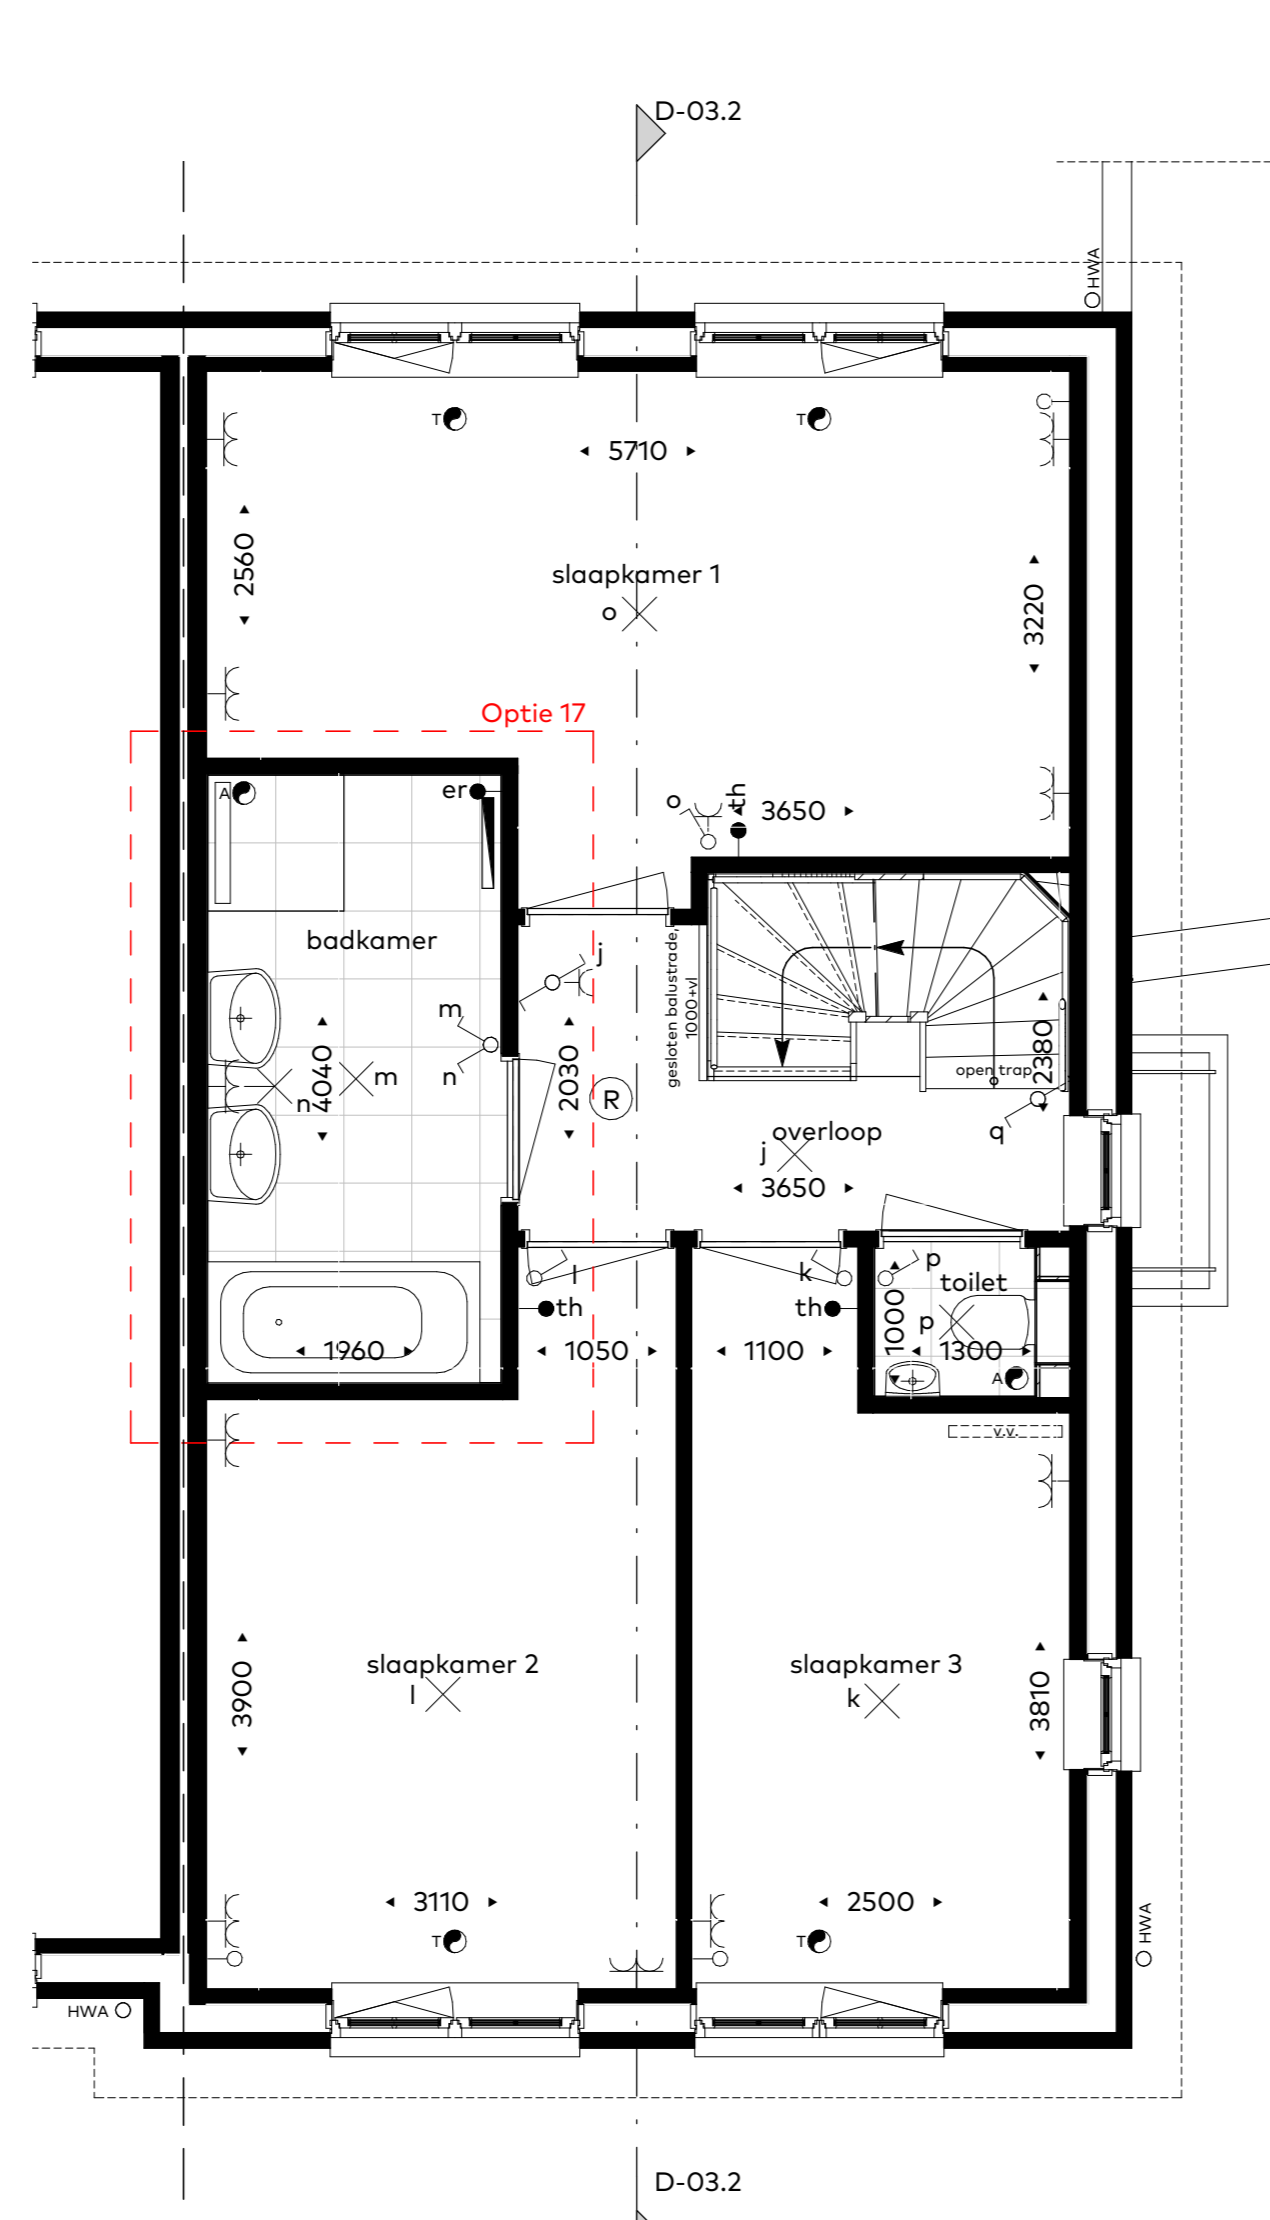 D-03.2
HWA
T
T
5710
2560
slaapkamer 1
o
3220
Optie 17
A
er
o
th
3650
badkamer
j
gesloten balustrade,
1000+vl
m
n
m
n
4040
2030
R
open trap
2380
q
overloop
j
3650
l
k
p
toilet
th
th
1000
p
1960
1050
1100
1300
A
v.v.
slaapkamer 2
l
slaapkamer 3
k
3900
3810
3110
2500
T
T
HWA
HWA
D-03.2